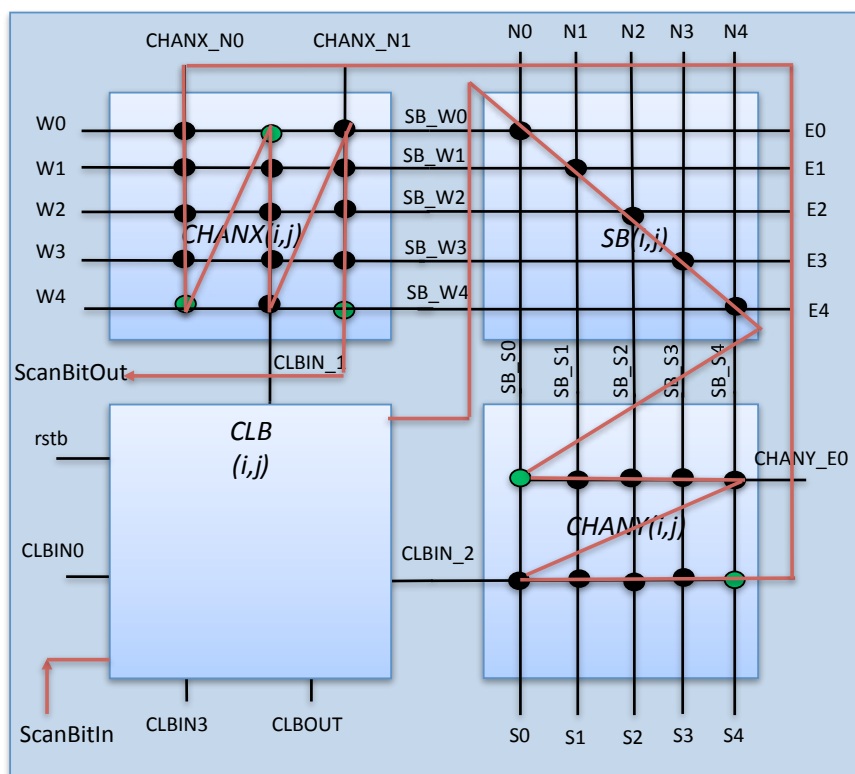 N0 N1 N2 N3 N4
CHANX_N0 CHANX_N1
W0 SB_W0 E0
W1 SB_W1 E1
W2 SB_W2 E2
CHANX(i,j) SB(i,j)
W3 SB_W3 E3
W4 SB_W4 E4
SB_S0 SB_S1 SB_S2 SB_S3 SB_S4
ScanBitOut CLBIN_1
CLB
(i,j)
rstb CHANY_E0
CHANY(i,j)
CLBIN0 CLBIN_2
ScanBitIn CLBIN3 CLBOUT
S0 S1 S2 S3 S4